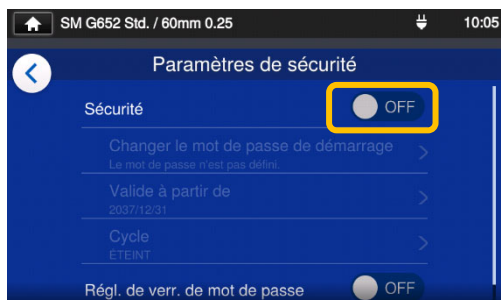 SM G652 Std. / 60mm 0.25 10:05
Paramètres de sécurité
Sécurité OFF
Changer le mot de passe de démarrage
Le mot de passe n'est pas défini.
Valide à partir de
2037/12/31
Cycle
ÉTEINT
Régl. de verr. de mot de passe OFF